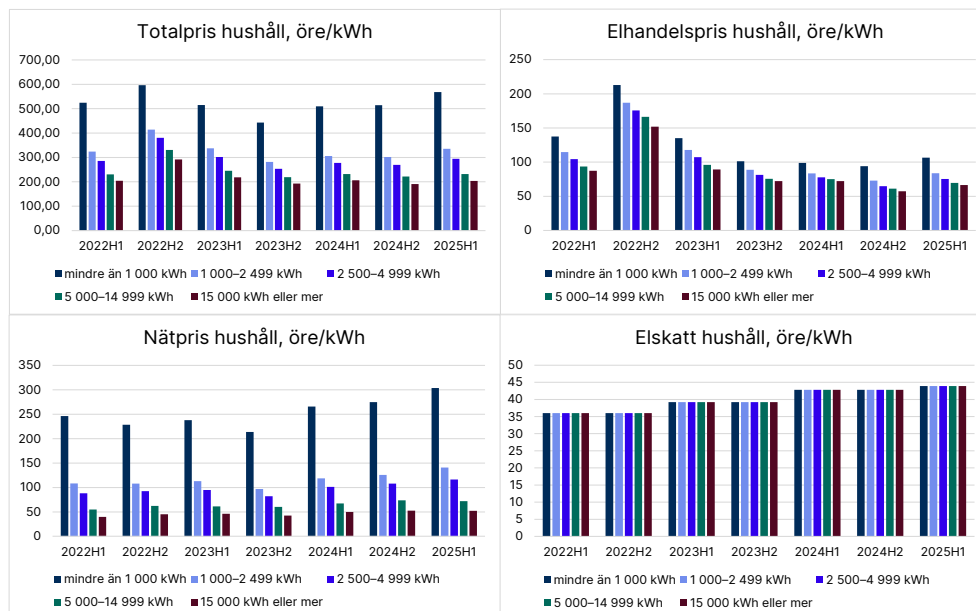 Totalpris hushåll, öre/kWh
700,00
600,00
500,00
400,00
300,00
200,00
100,00
0,00
2022H1 2022H2 2023H1 2023H2 2024H1 2024H2 2025H1
mindre än 1 000 kWh 1 000–2 499 kWh 2 500–4 999 kWh
5 000–14 999 kWh 15 000 kWh eller mer
Elhandelspris hushåll, öre/kWh
250
200
150
100
50
0
2022H1 2022H2 2023H1 2023H2 2024H1 2024H2 2025H1
mindre än 1 000 kWh 1 000–2 499 kWh 2 500–4 999 kWh
5 000–14 999 kWh 15 000 kWh eller mer
Nätpris hushåll, öre/kWh
350
300
250
200
150
100
50
0
2022H1 2022H2 2023H1 2023H2 2024H1 2024H2 2025H1
mindre än 1 000 kWh 1 000–2 499 kWh 2 500–4 999 kWh
5 000–14 999 kWh 15 000 kWh eller mer
Elskatt hushåll, öre/kWh
50
45
40
35
30
25
20
15
10
5
0
2022H1 2022H2 2023H1 2023H2 2024H1 2024H2 2025H1
mindre än 1 000 kWh 1 000–2 499 kWh 2 500–4 999 kWh
5 000–14 999 kWh 15 000 kWh eller mer